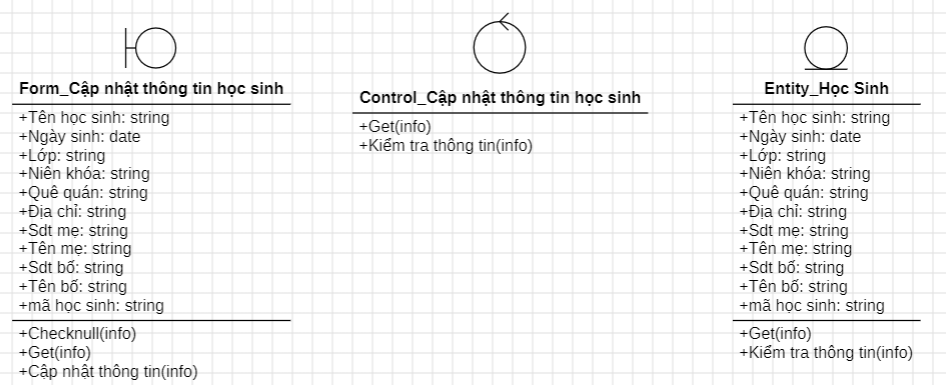 Form_Cập nhật thông tin học sinh
+Tên học sinh: string
+Ngày sinh: date
+Lớp: string
+Niên khóa: string
+Quê quán: string
+Địa chỉ: string
+Sdt mẹ: string
+Tên mẹ: string
+Sdt bố: string
+Tên bố: string
+mã học sinh: string
+Checknull(info)
+Get(info)
+Cập nhật thông tin(info)
Control_Cập nhật thông tin học sinh
+Get(info)
+Kiểm tra thông tin(info)
Entity_Học Sinh
+Tên học sinh: string
+Ngày sinh: date
+Lớp: string
+Niên khóa: string
+Quê quán: string
+Địa chỉ: string
+Sdt mẹ: string
+Tên mẹ: string
+Sdt bố: string
+Tên bố: string
+mã học sinh: string
+Get(info)
+Kiểm tra thông tin(info)